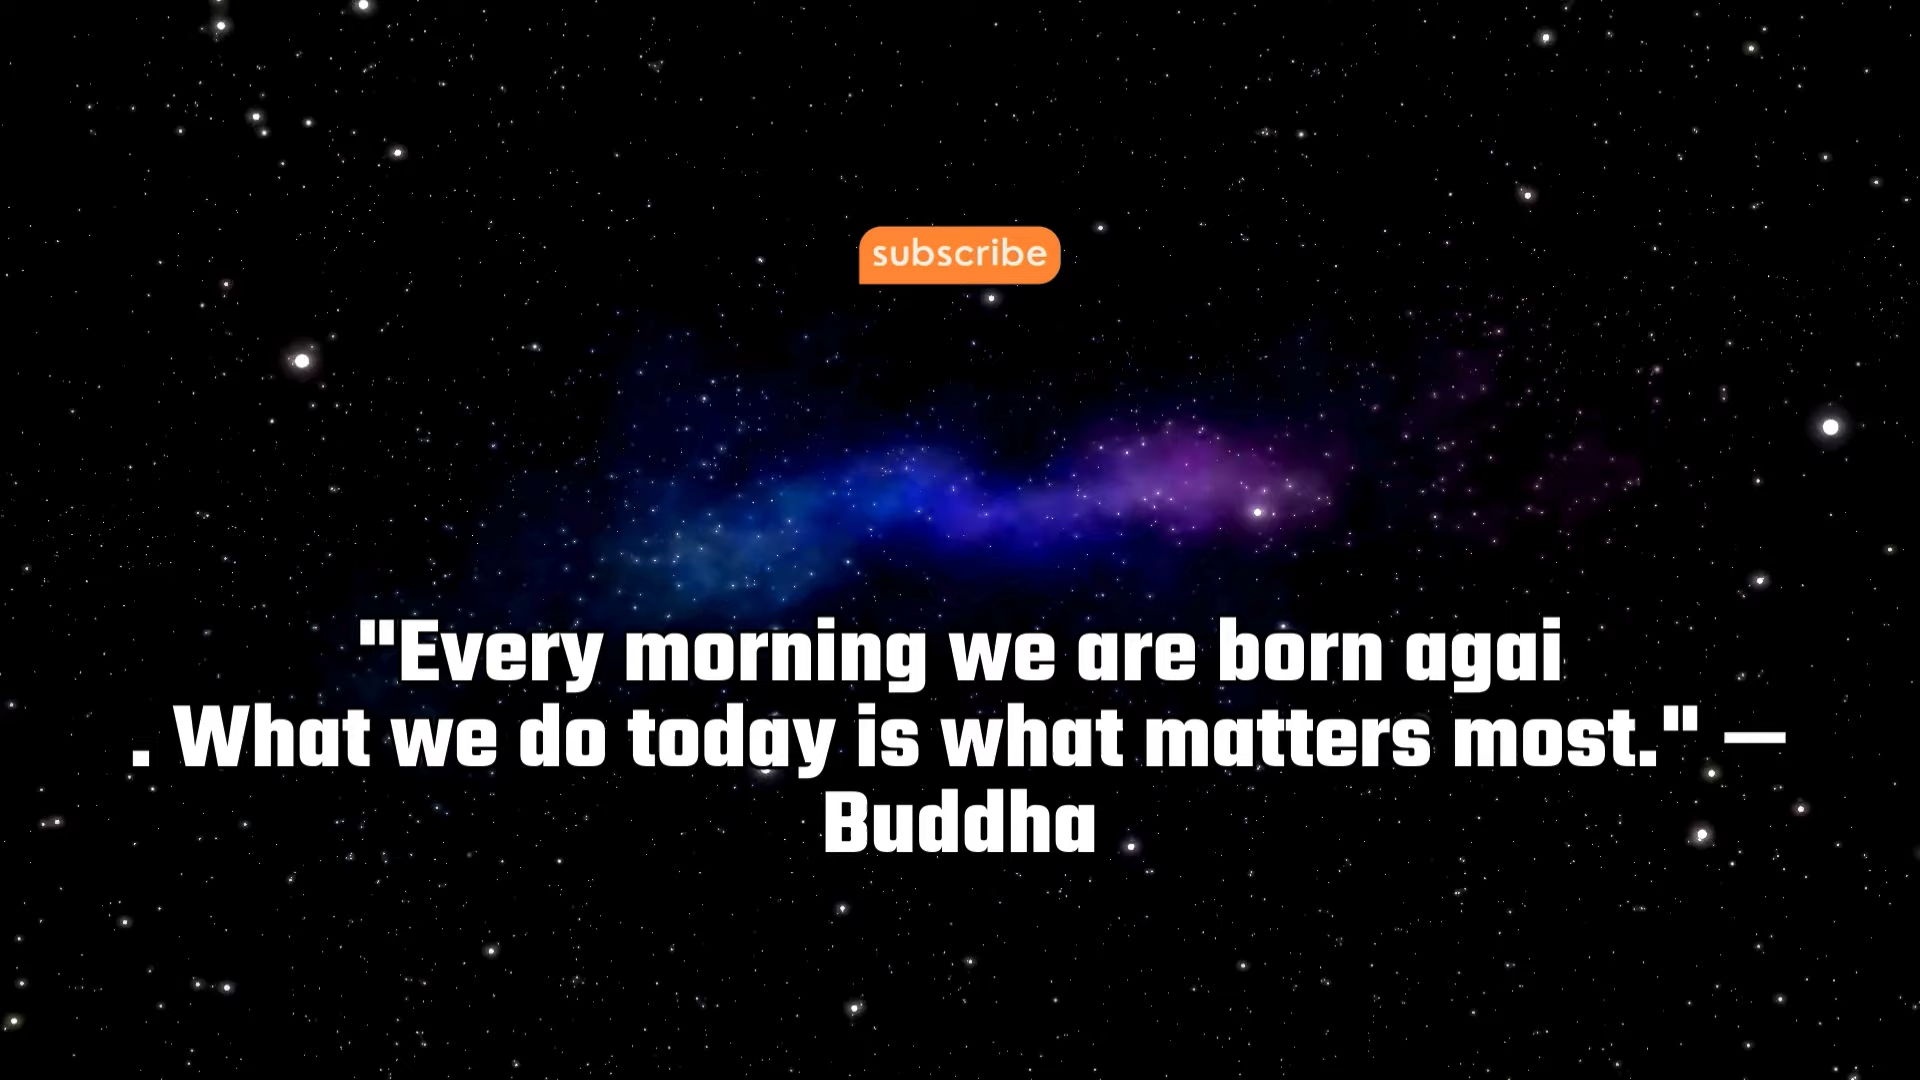 subscribe
"Every morning we are born agai
. What we do today is what matters most." —
Buddha